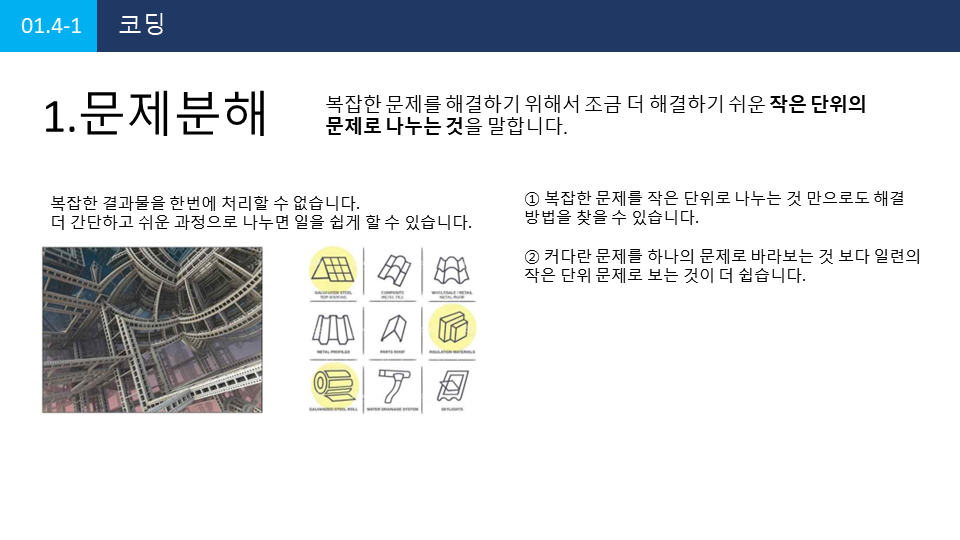 01.4-1
코딩
1.문제분해
복잡한 문제를 해결하기 위해서 조금 더 해결하기 쉬운 작은 단위의
문제로 나누는 것을 말합니다.
복잡한 결과물을 한번에 처리할 수 없습니다.
더 간단하고 쉬운 과정으로 나누면 일을 쉽게 할 수 있습니다.
① 복잡한 문제를 작은 단위로 나누는 것 만으로도 해결
방법을 찾을 수 있습니다.
② 커다란 문제를 하나의 문제로 바라보는 것 보다 일련의
작은 단위 문제로 보는 것이 더 쉽습니다.
GALVANIZED STEEL
COMPOSITE
METAL TILE
WHOLESALE / RETAIL
METAL ROOF
METAL PROFILED
PARTS ROOF
INSULATION MATERIALS
GALVANIZED STEEL ROLL
WATER DRAINAGE SYSTEM
SKYLIGHTS